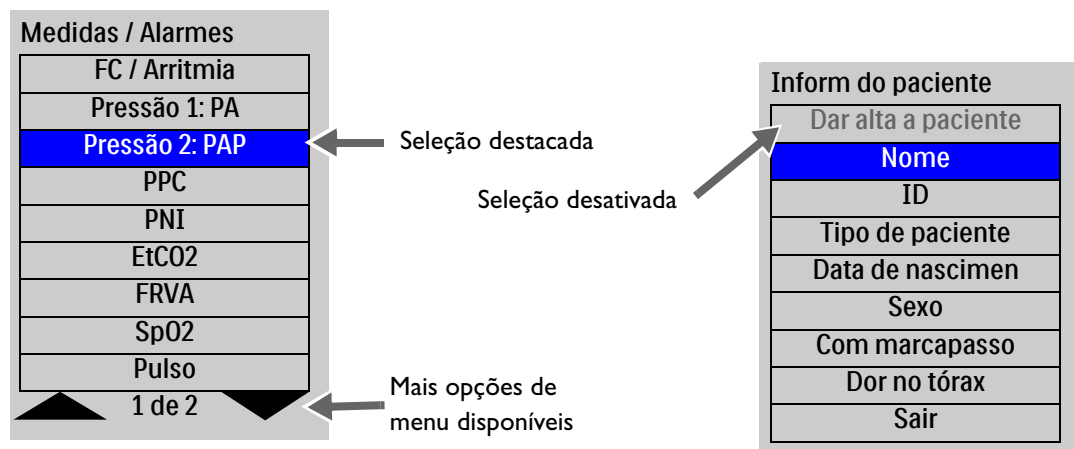 Medidas / Alarmes
FC / Arritmia
Pressão 1: PA
Pressão 2: PAP
PPC
PNI
EtCO2
FRVA
SpO2
Pulso
1 de 2
Seleção destacada
Seleção desativada
Mais opções de
menu disponíveis
Inform do paciente
Dar alta a paciente
Nome
ID
Tipo de paciente
Data de nascimen
Sexo
Com marcapasso
Dor no tórax
Sair